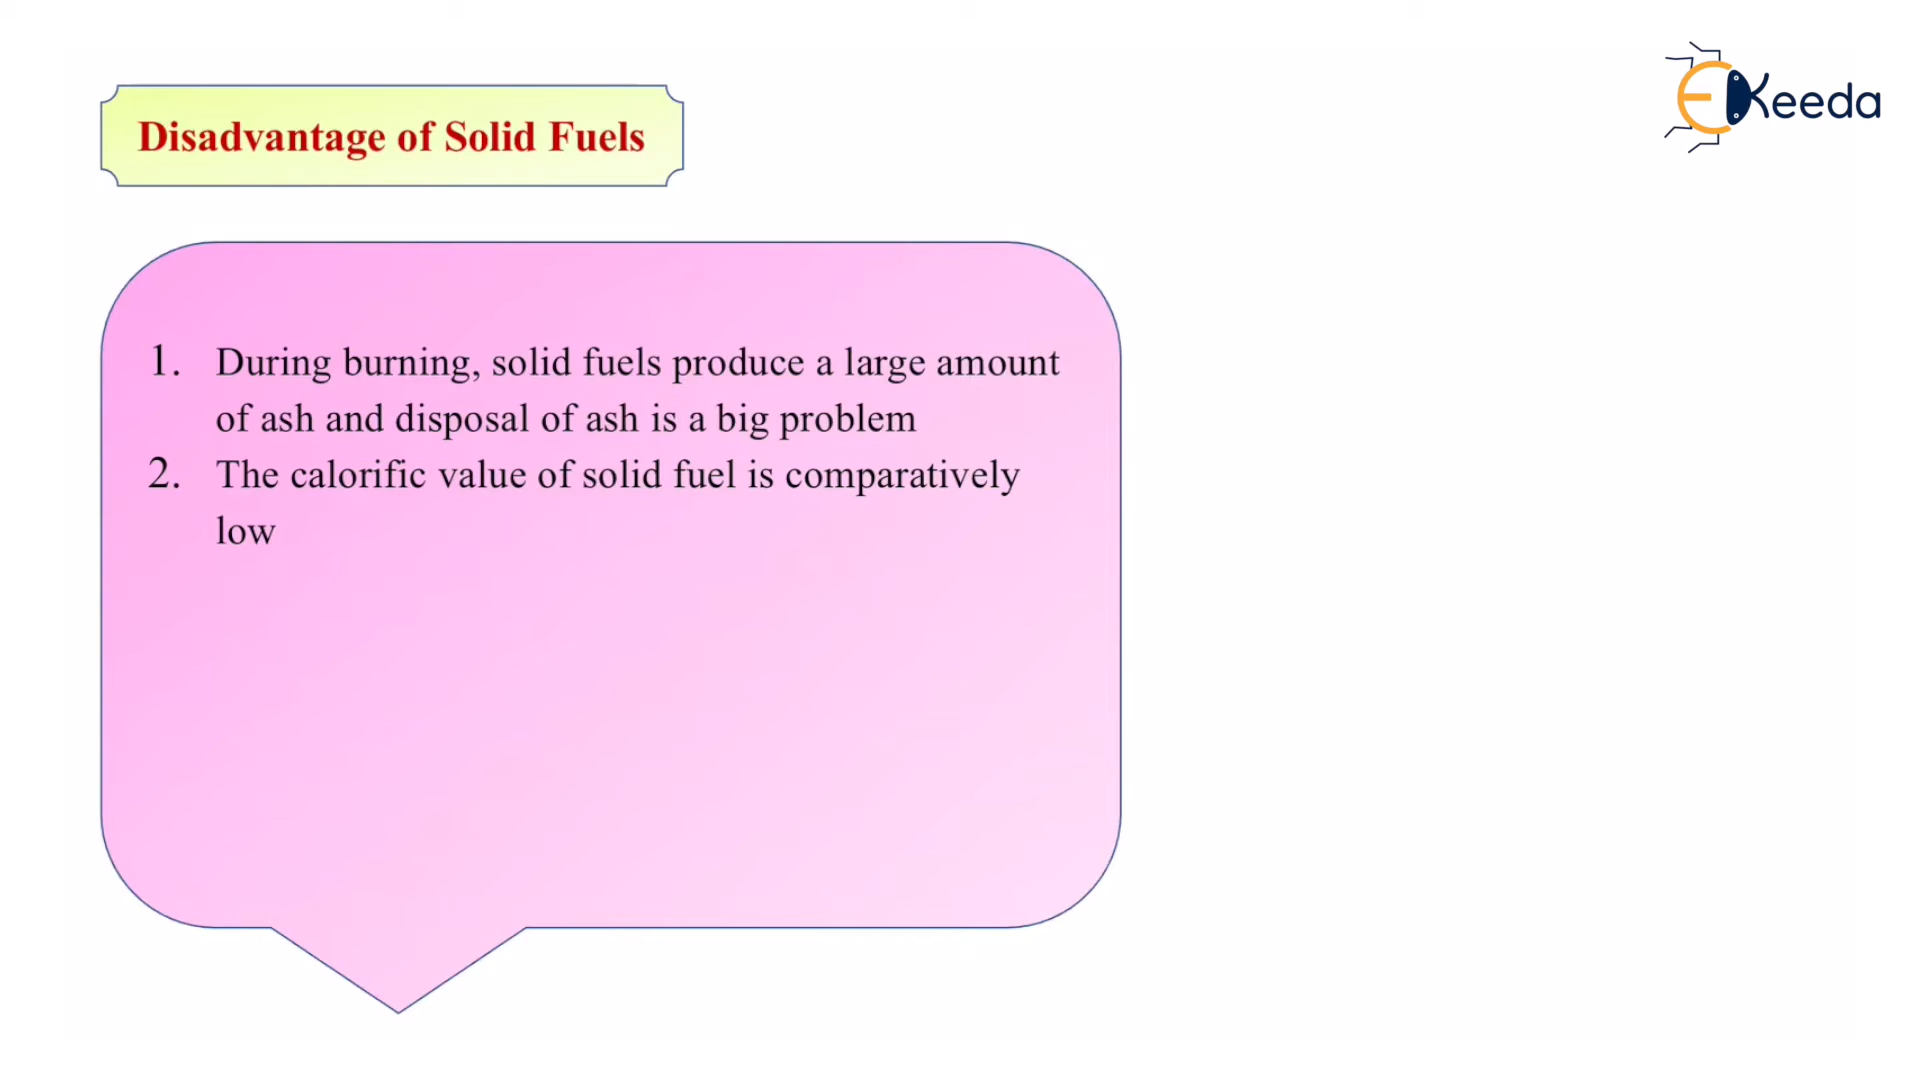 EKeeda
Disadvantage of Solid Fuels
1. During burning, solid fuels produce a large amount
of ash and disposal of ash is a big problem
2. The calorific value of solid fuel is comparatively
low